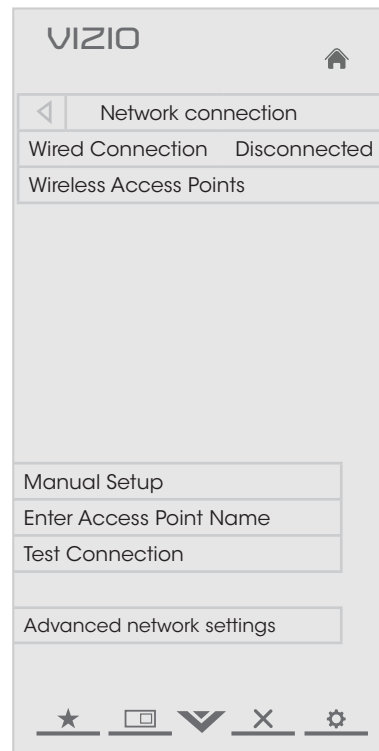 VIZIO
Network connection
Wired Connection Disconnected
Wireless Access Points
Manual Setup
Enter Access Point Name
Test Connection
Advanced network settings